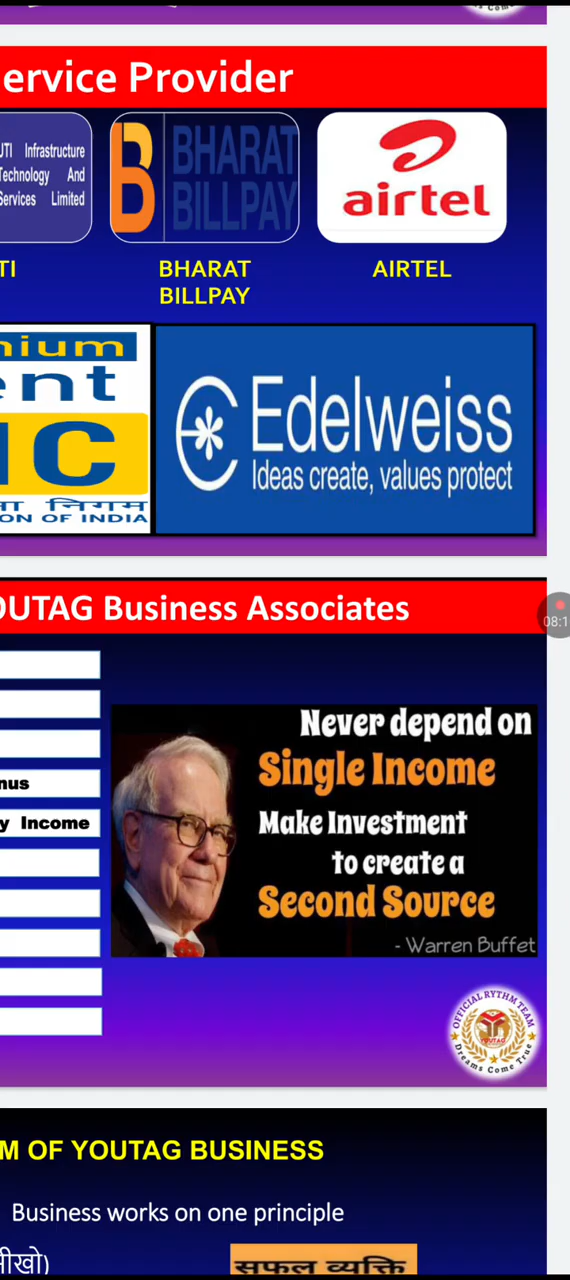 s Com
ervice Provider
UTI Infrastructure
Technology And
Services Limited
BHARAT
BILLPAY
airtel
TI
BHARAT
BILLPAY
AIRTEL
nium
ent
IC
निगम
ON OF INDIA
Edelweiss
Ideas create, values protect
OUTAG Business Associates
08:1
nus
y Income
Never depend on
Single Income
Make Investment
to create a
Second Source
- Warren Buffet
OFFICIAL RYTHM TEAM
YOUTAG
Dreams Come True
M OF YOUTAG BUSINESS
Business works on one principle
सीखो)
सफल व्यक्ति